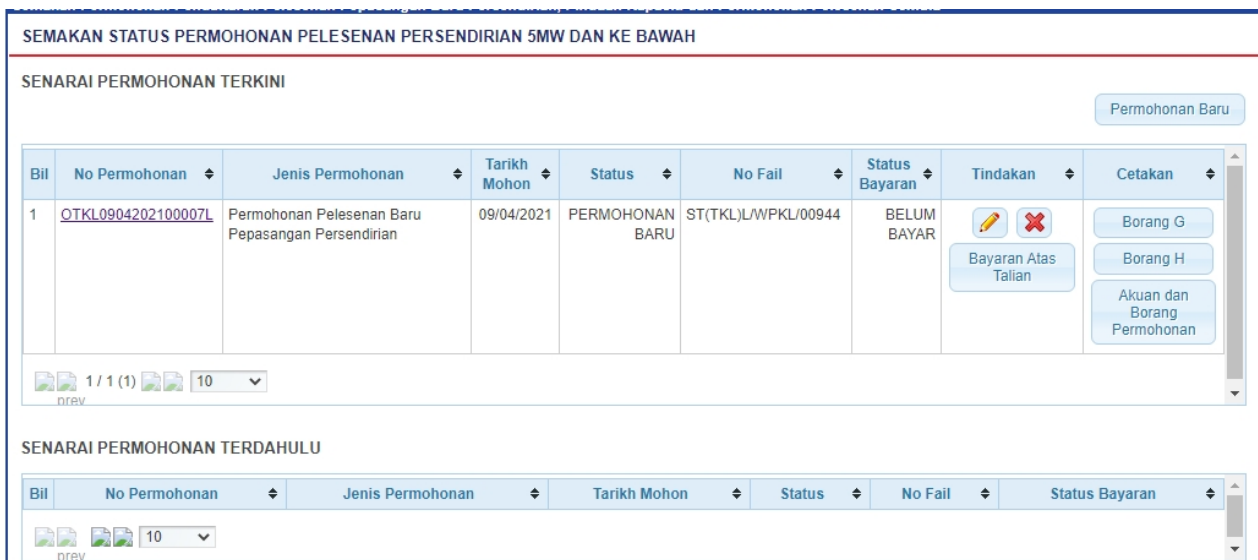 SEMAKAN STATUS PERMOHONAN PELESENAN PERSENDIRIAN 5MW DAN KE BAWAH
SENARAI PERMOHONAN TERKINI
Permohonan Baru
Bil No Permohonan Jenis Permohonan Tarikh Mohon Status No Fail Status Bayaran Tindakan Cetakan
1 OTKL0904202100007L Permohonan Pelesenan Baru 09/04/2021 PERMOHONAN ST(TKL)L/WPKL/00944 BELUM Borang G
Pepasangan Persendirian BARU BAYAR
Bayaran Atas Borang H
Talian
Akuan dan
Borang
Permohonan
1 / 1 (1) 10
prev
SENARAI PERMOHONAN TERDAHULU
Bil No Permohonan Jenis Permohonan Tarikh Mohon Status No Fail Status Bayaran
10
prev